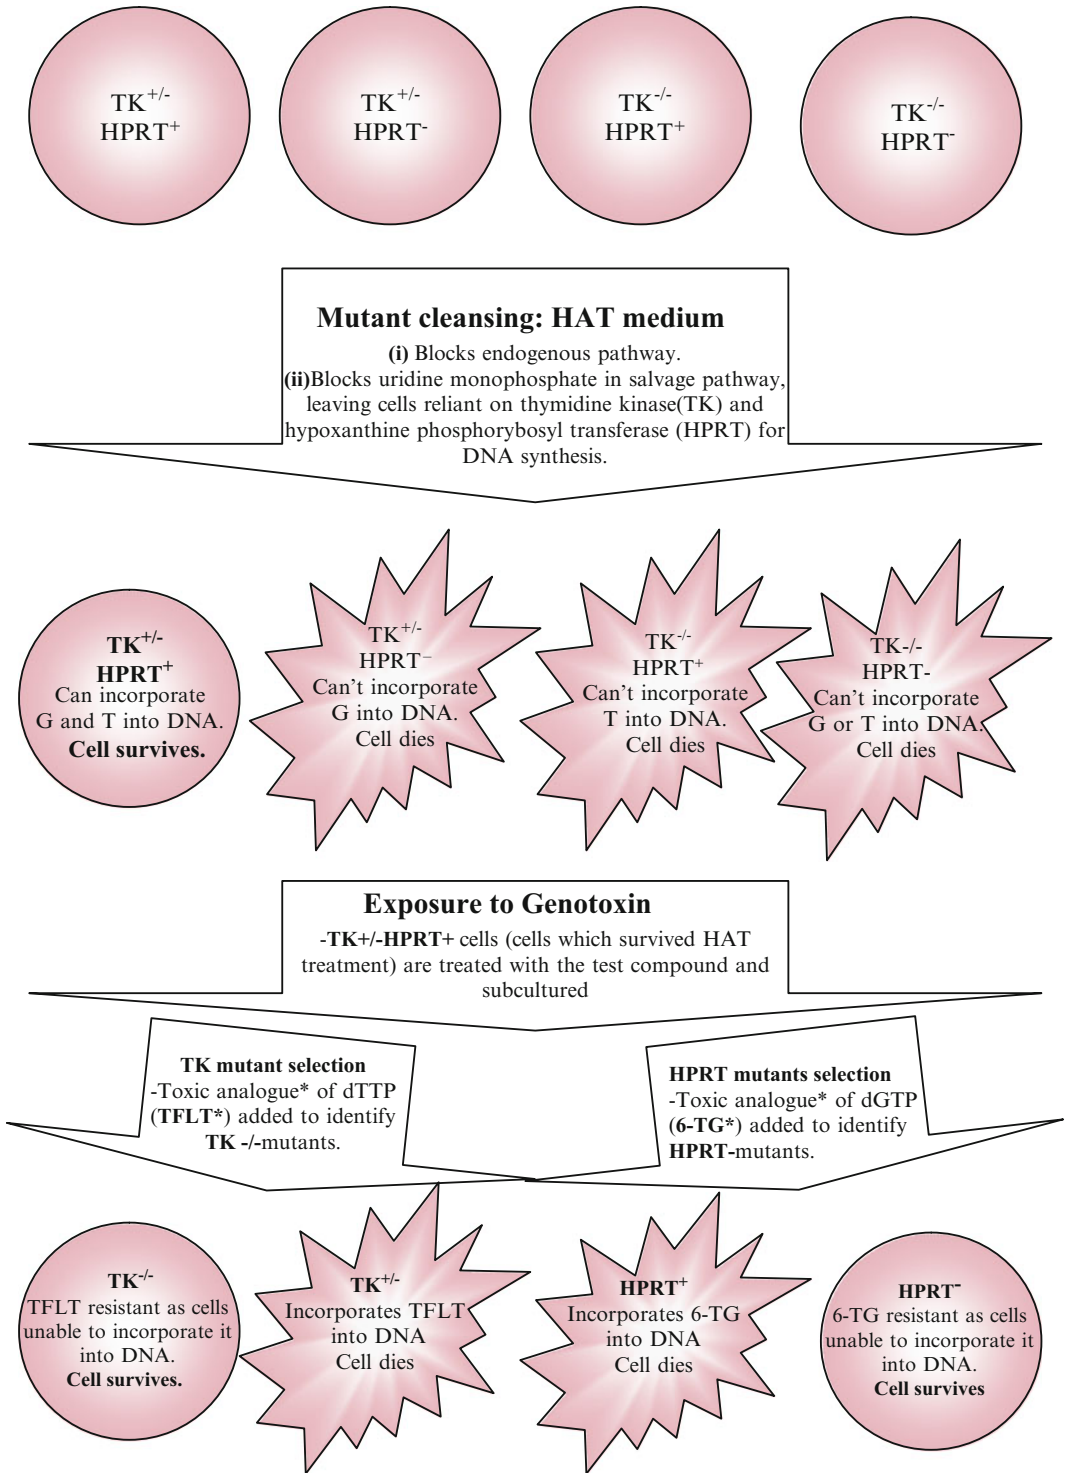 TK+/-
HPRT+
TK+/-
HPRT-
TK-/-
HPRT+
TK-/-
HPRT-
Mutant cleansing: HAT medium
(i) Blocks endogenous pathway.
(ii)Blocks uridine monophosphate in salvage pathway,
leaving cells reliant on thymidine kinase(TK) and
hypoxanthine phosphorybosyl transferase (HPRT) for
DNA synthesis.
TK+/-
HPRT+
Can incorporate
G and T into DNA.
Cell survives.
TK+/-
HPRT−
Can't incorporate
G into DNA.
Cell dies
TK-/-
HPRT+
Can't incorporate
T into DNA.
Cell dies
TK-/-
HPRT-
Can't incorporate
G or T into DNA.
Cell dies
Exposure to Genotoxin
-TK+/-HPRT+ cells (cells which survived HAT
treatment) are treated with the test compound and
subcultured
TK mutant selection
-Toxic analogue* of dTTP
(TFLT*) added to identify
TK -/-mutants.
HPRT mutants selection
-Toxic analogue* of dGTP
(6-TG*) added to identify
HPRT-mutants.
TK-/-
TFLT resistant as cells
unable to incorporate it
into DNA.
Cell survives.
TK+/-
Incorporates TFLT
into DNA
Cell dies
HPRT+
Incorporates 6-TG
into DNA
Cell dies
HPRT-
6-TG resistant as cells
unable to incorporate it
into DNA.
Cell survives